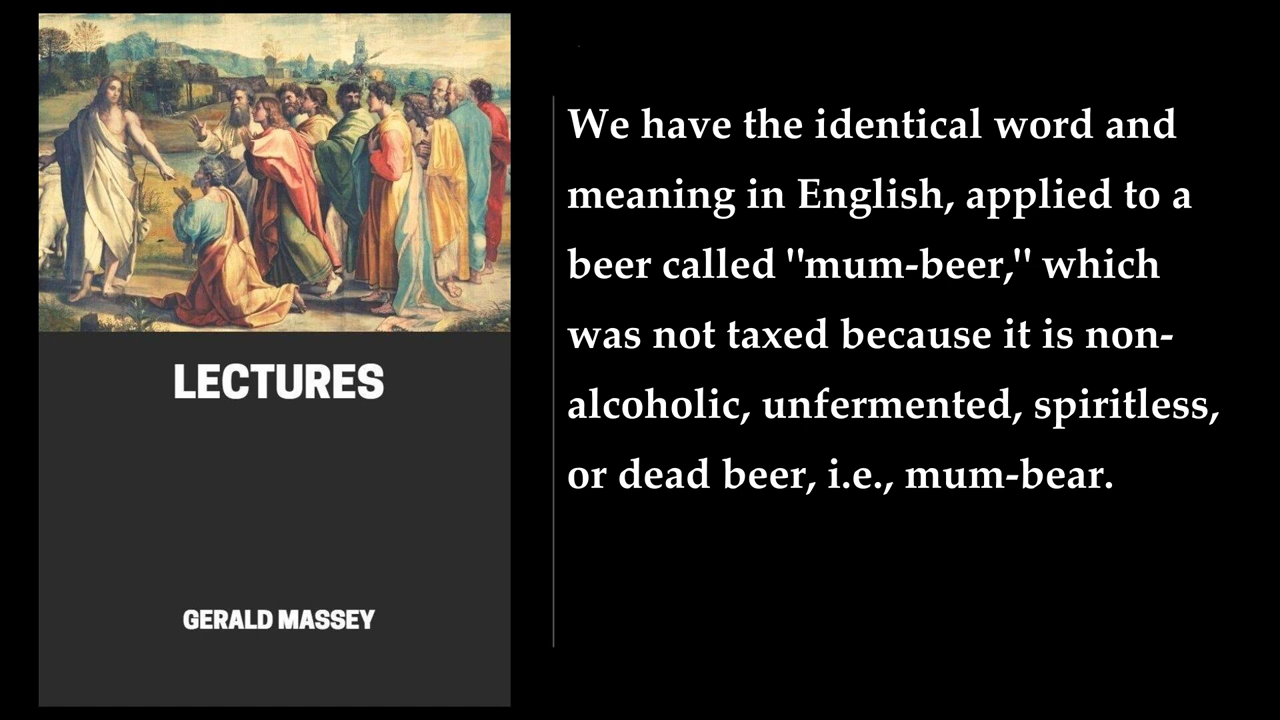 LECTURES
GERALD MASSEY
We have the identical word and
meaning in English, applied to a
beer called "mum-beer," which
was not taxed because it is non-
alcoholic, unfermented, spiritless,
or dead beer, i.e., mum-bear.